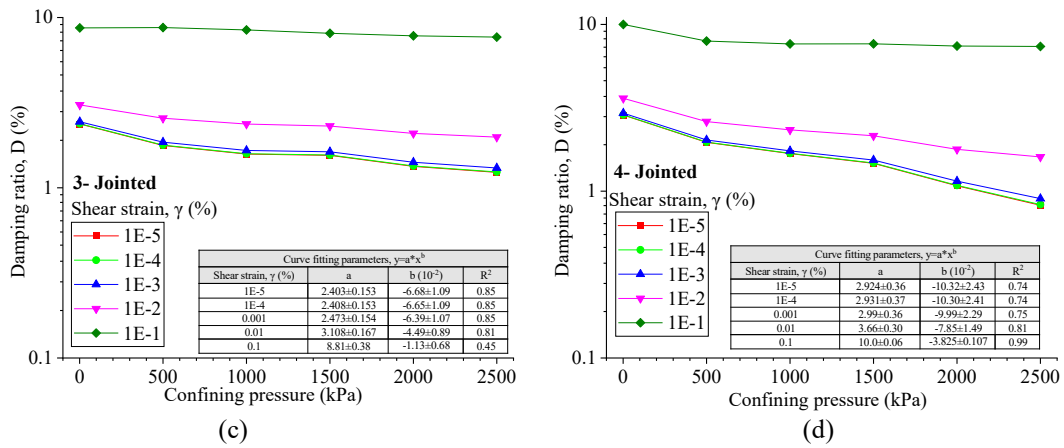 10
1
0.1
Damping ratio, D (%)
3- Jointed
Shear strain, γ (%)
1E-5
1E-4
1E-3
1E-2
1E-1
Curve fitting parameters, y=a*x^b
Shear strain, γ (%) a b (10^-2) R^2
1E-5 2.403±0.153 -6.68±1.09 0.85
1E-4 2.408±0.153 -6.65±1.09 0.85
0.001 2.473±0.154 -6.39±1.07 0.85
0.01 3.108±0.167 -4.49±0.89 0.81
0.1 8.81±0.38 -1.13±0.68 0.45
0 500 1000 1500 2000 2500
Confining pressure (kPa)
(c)
10
1
0.1
Damping ratio, D (%)
4- Jointed
Shear strain, γ (%)
1E-5
1E-4
1E-3
1E-2
1E-1
Curve fitting parameters, y=a*x^b
Shear strain, γ (%) a b (10^-2) R^2
1E-5 2.924±0.36 -10.32±2.43 0.74
1E-4 2.931±0.37 -10.30±2.41 0.74
0.001 2.99±0.36 -9.99±2.29 0.75
0.01 3.66±0.30 -7.85±1.49 0.81
0.1 10.0±0.06 -3.825±0.107 0.99
0 500 1000 1500 2000 2500
Confining pressure (kPa)
(d)